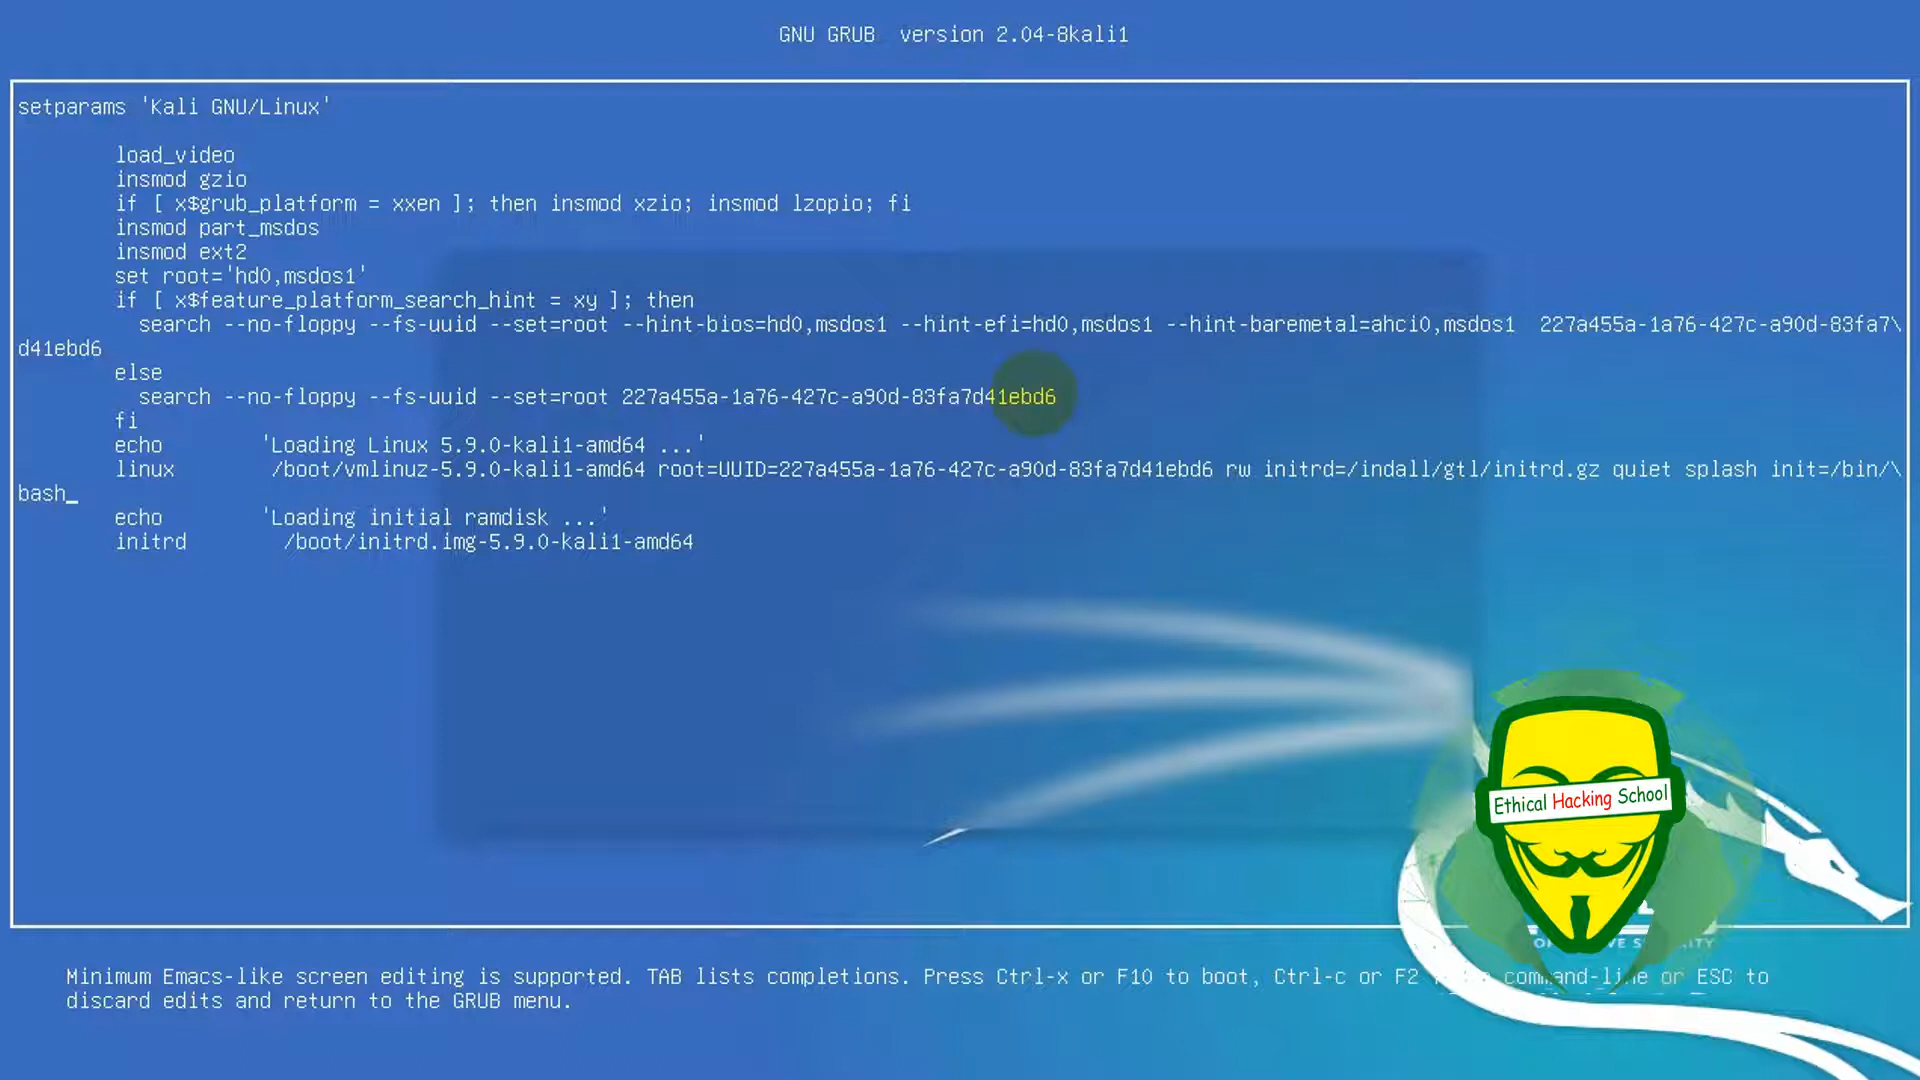 GNU GRUB  version 2.04-8kali1
setparams 'Kali GNU/Linux'
load_video
insmod gzio
if [ x$grub_platform = xxen ]; then insmod xzio; insmod lzopio; fi
insmod part_msdos
insmod ext2
set root='hd0,msdos1'
if [ x$feature_platform_search_hint = xy ]; then
search --no-floppy --fs-uuid --set=root --hint-bios=hd0,msdos1 --hint-efi=hd0,msdos1 --hint-baremetal=ahci0,msdos1  227a455a-1a76-427c-a90d-83fa7\
d41ebd6
else
search --no-floppy --fs-uuid --set=root 227a455a-1a76-427c-a90d-83fa7d41ebd6
fi
echo 'Loading Linux 5.9.0-kali1-amd64 ...'
linux /boot/vmlinuz-5.9.0-kali1-amd64 root=UUID=227a455a-1a76-427c-a90d-83fa7d41ebd6 rw initrd=/indall/gtl/initrd.gz quiet splash init=/bin/\
bash_
echo 'Loading initial ramdisk ...'
initrd /boot/initrd.img-5.9.0-kali1-amd64
Ethical Hacking School
Minimum Emacs-like screen editing is supported. TAB lists completions. Press Ctrl-x or F10 to boot, Ctrl-c or F2 command-line or ESC to
discard edits and return to the GRUB menu.